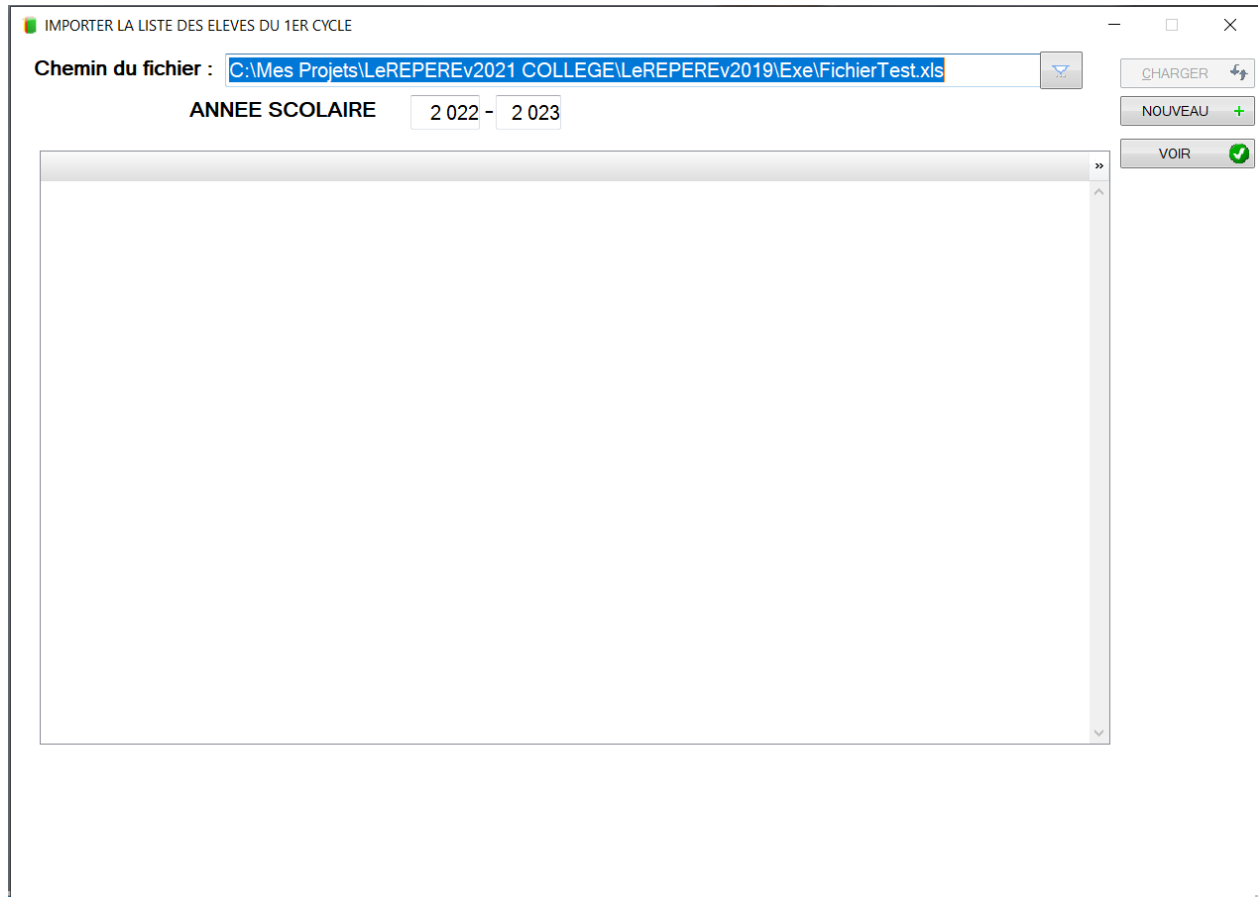 IMPORTER LA LISTE DES ELEVES DU 1ER CYCLE
Chemin du fichier : C:\Mes Projets\LeREPEREv2021 COLLEGE\LeREPEREv2019\Exe\FichierTest.xls
CHARGER
ANNEE SCOLAIRE 2 022 - 2 023
NOUVEAU
VOIR
»